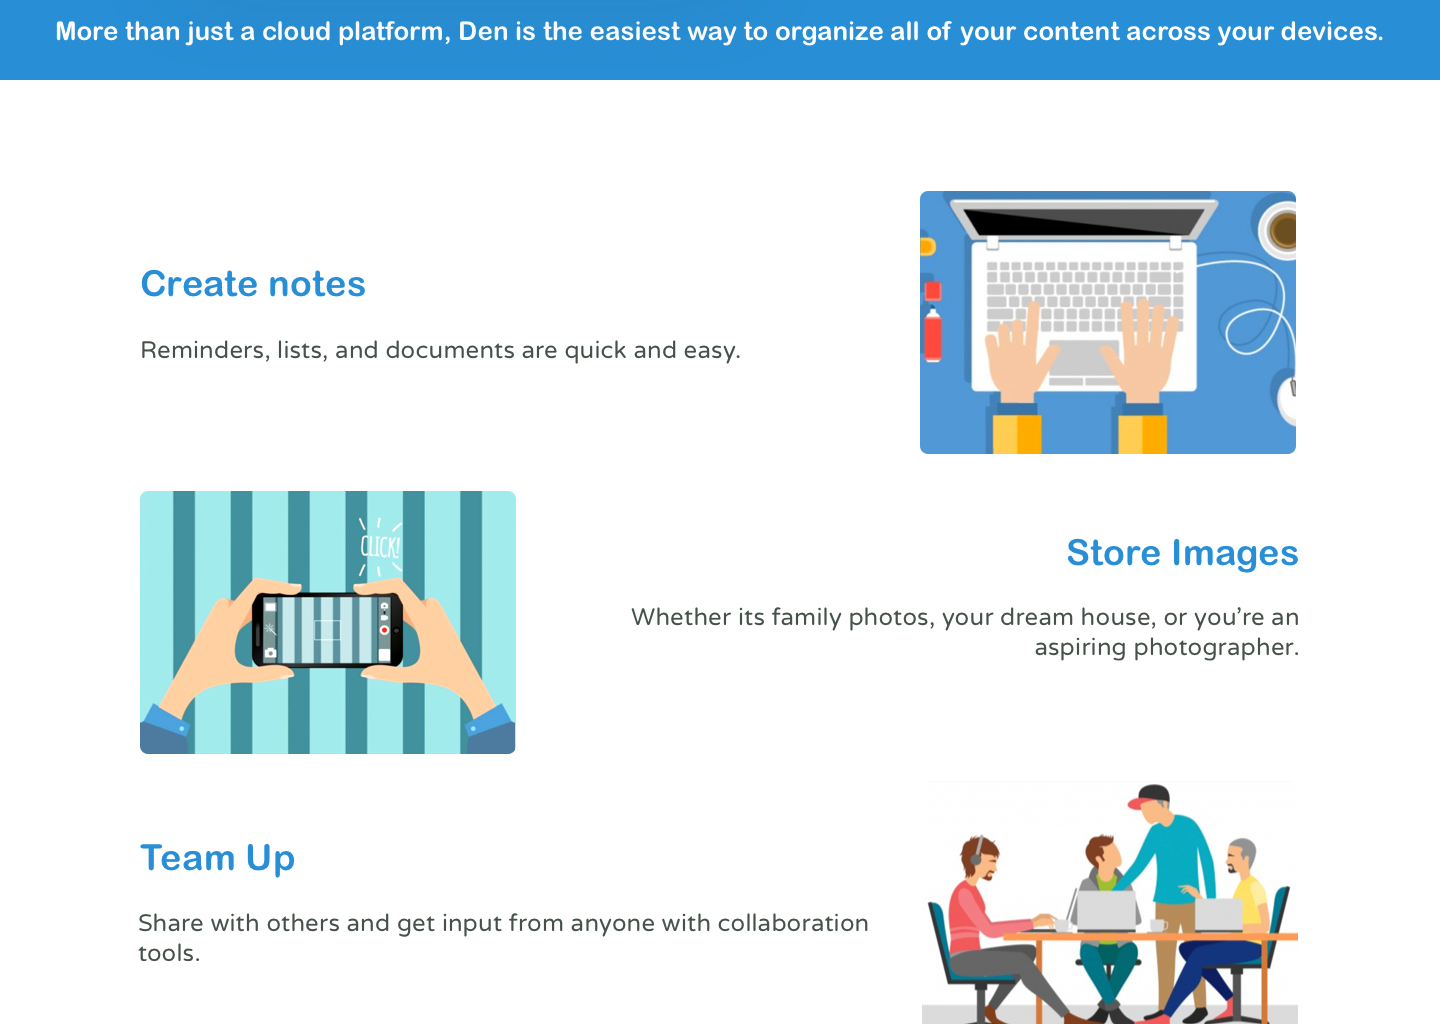 More than just a cloud platform, Den is the easiest way to organize all of your content across your devices.
Create notes
Reminders, lists, and documents are quick and easy.
CLICK!
Store Images
Whether its family photos, your dream house, or you’re an
aspiring photographer.
Team Up
Share with others and get input from anyone with collaboration
tools.